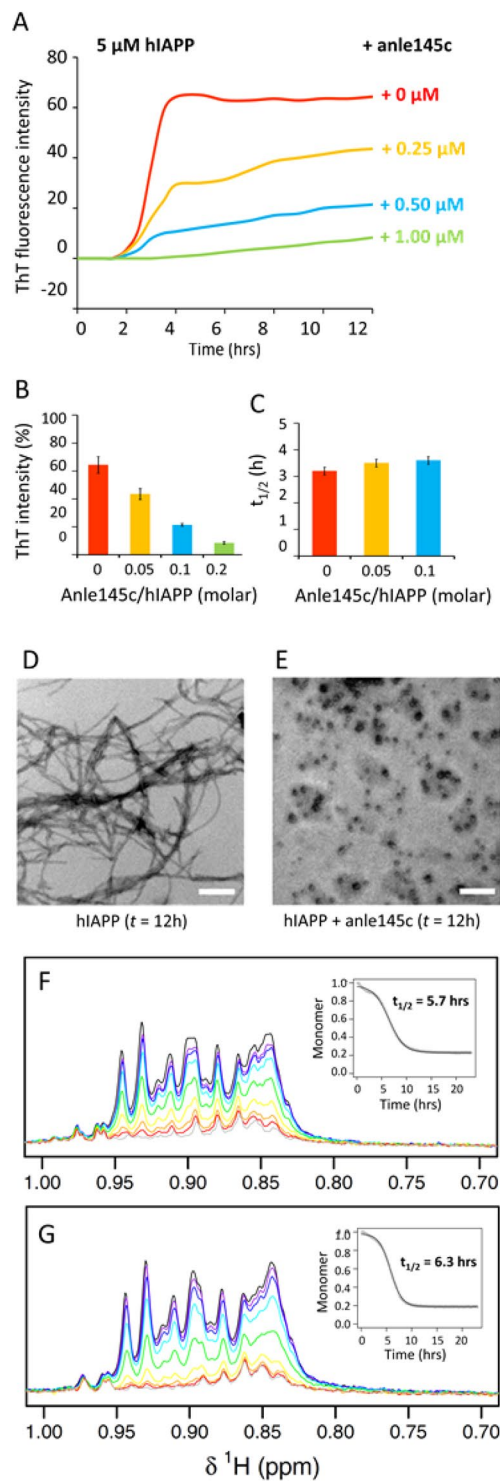 A
5 µM hIAPP + anle145c
ThT fluorescence intensity
80
60
40
20
0
-20
+ 0 µM
+ 0.25 µM
+ 0.50 µM
+ 1.00 µM
0 2 4 6 8 10 12
Time (hrs)
B
ThT intensity (%)
100
80
60
40
20
0
0 0.05 0.1 0.2
Anle145c/hIAPP (molar)
C
t1/2 (h)
5
4
3
2
1
0
0 0.05 0.1
Anle145c/hIAPP (molar)
D
hIAPP (t = 12h)
E
hIAPP + anle145c (t = 12h)
F
Monomer
1.0
0.8
0.6
0.4
0.2
0
t1/2 = 5.7 hrs
0 5 10 15 20
Time (hrs)
1.00 0.95 0.90 0.85 0.80 0.75 0.70
G
Monomer
1.0
0.8
0.6
0.4
0.2
0
t1/2 = 6.3 hrs
0 5 10 15 20
Time (hrs)
1.00 0.95 0.90 0.85 0.80 0.75 0.70
δ ¹H (ppm)